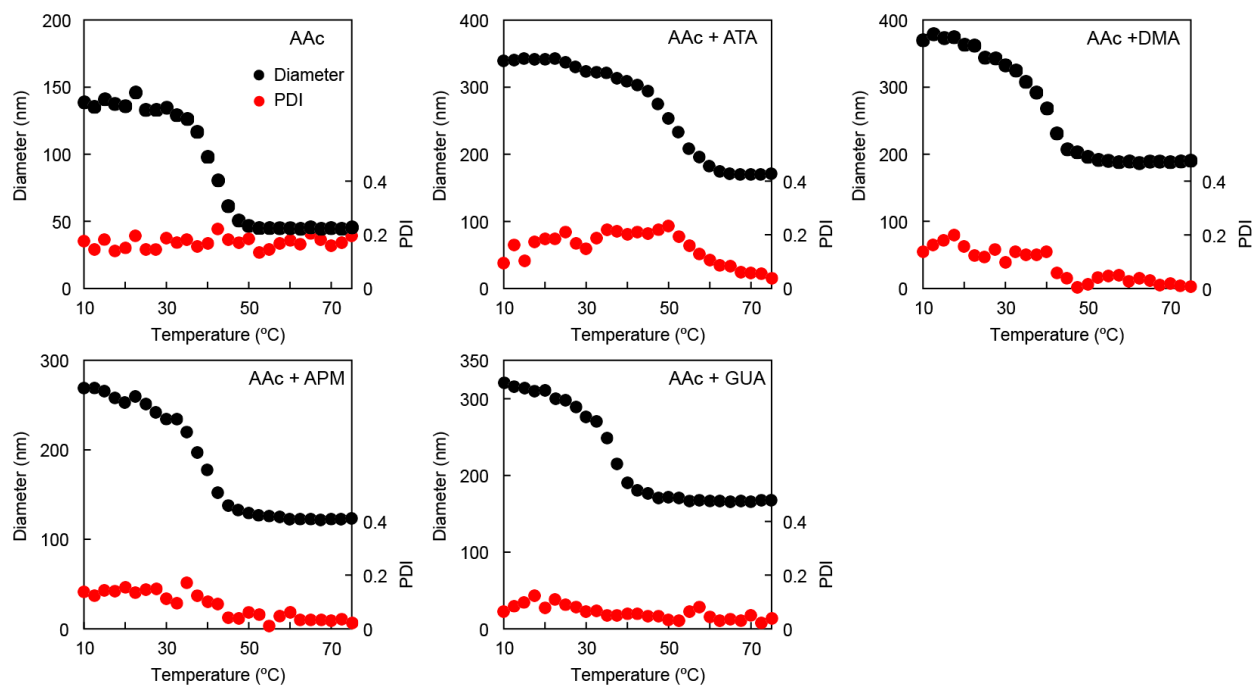 AAc
Diameter
PDI
Diameter (nm)
200
150
100
50
0
0.4
0.2
0
PDI
10 30 50 70
Temperature (ºC)
AAc + ATA
Diameter (nm)
400
300
200
100
0
0.4
0.2
0
PDI
10 30 50 70
Temperature (ºC)
AAc +DMA
Diameter (nm)
400
300
200
100
0
0.4
0.2
0
PDI
10 30 50 70
Temperature (ºC)
AAc + APM
Diameter (nm)
300
200
100
0
0.4
0.2
0
PDI
10 30 50 70
Temperature (ºC)
AAc + GUA
Diameter (nm)
350
300
200
100
0
0.4
0.2
0
PDI
10 30 50 70
Temperature (ºC)